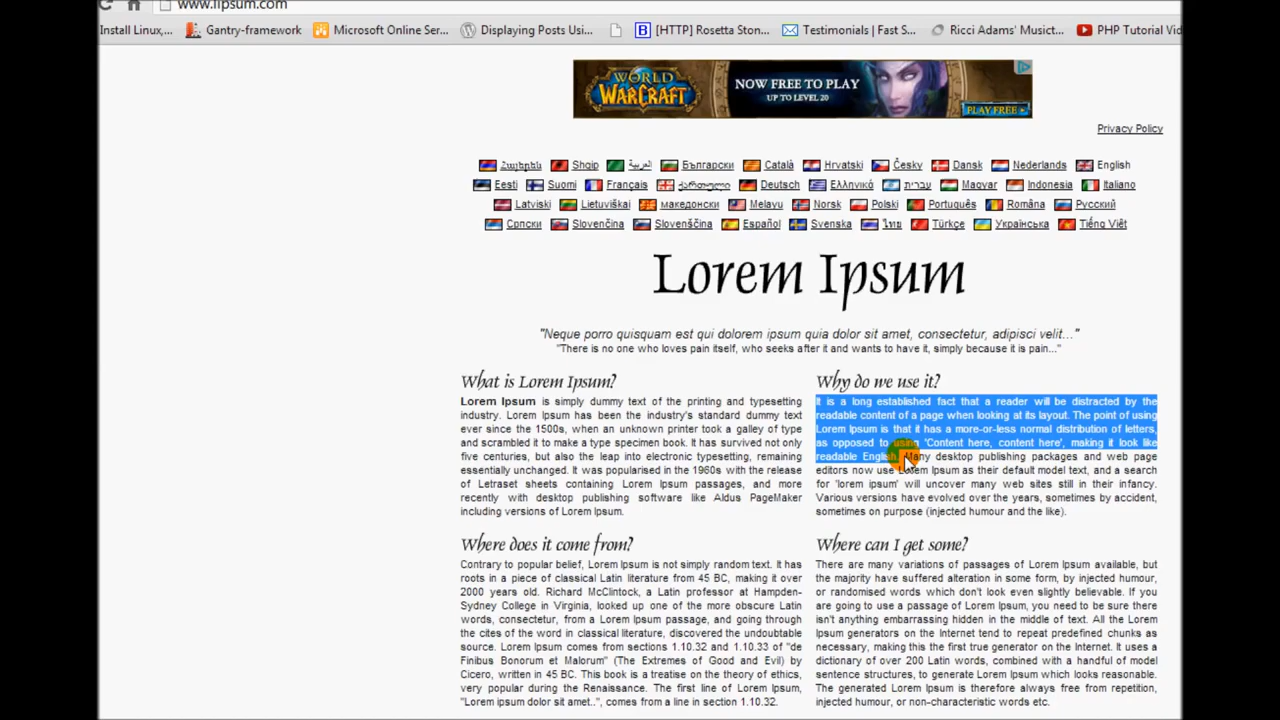 www.lipsum.com
Install Linux,... Gantry-framework Microsoft Online Ser... Displaying Posts Usin... B [HTTP] Rosetta Ston... Testimonials | Fast S... Ricci Adams' Musict... PHP Tutorial Vid
WORLD WARCRAFT
NOW FREE TO PLAY
UP TO LEVEL 20
PLAY FREE
Privacy Policy
Հայերեն Shqip العربية Български Català Hrvatski Česky Dansk Nederlands English
Eesti Suomi Français ქართული Deutsch Ελληνικά עברית Magyar Indonesia Italiano
Latviski Lietuviškai македонски Melayu Norsk Polski Português Româna Русский
Српски Slovenčina Slovenščina Español Svenska ไทย Türkçe Українська Tiếng Việt
Lorem Ipsum
"Neque porro quisquam est qui dolorem ipsum quia dolor sit amet, consectetur, adipisci velit..."
"There is no one who loves pain itself, who seeks after it and wants to have it, simply because it is pain..."
What is Lorem Ipsum?
Lorem Ipsum is simply dummy text of the printing and typesetting
industry. Lorem Ipsum has been the industry's standard dummy text
ever since the 1500s, when an unknown printer took a galley of type
and scrambled it to make a type specimen book. It has survived not only
five centuries, but also the leap into electronic typesetting, remaining
essentially unchanged. It was popularised in the 1960s with the release
of Letraset sheets containing Lorem Ipsum passages, and more
recently with desktop publishing software like Aldus PageMaker
including versions of Lorem Ipsum.
Why do we use it?
It is a long established fact that a reader will be distracted by the
readable content of a page when looking at its layout. The point of using
Lorem Ipsum is that it has a more-or-less normal distribution of letters,
as opposed to using 'Content here, content here', making it look like
readable English. Many desktop publishing packages and web page
editors now use Lorem Ipsum as their default model text, and a search
for 'lorem ipsum' will uncover many web sites still in their infancy.
Various versions have evolved over the years, sometimes by accident,
sometimes on purpose (injected humour and the like).
Where does it come from?
Contrary to popular belief, Lorem Ipsum is not simply random text. It has
roots in a piece of classical Latin literature from 45 BC, making it over
2000 years old. Richard McClintock, a Latin professor at Hampden-
Sydney College in Virginia, looked up one of the more obscure Latin
words, consectetur, from a Lorem Ipsum passage, and going through
the cites of the word in classical literature, discovered the undoubtable
source. Lorem Ipsum comes from sections 1.10.32 and 1.10.33 of "de
Finibus Bonorum et Malorum" (The Extremes of Good and Evil) by
Cicero, written in 45 BC. This book is a treatise on the theory of ethics,
very popular during the Renaissance. The first line of Lorem Ipsum,
"Lorem ipsum dolor sit amet..", comes from a line in section 1.10.32.
Where can I get some?
There are many variations of passages of Lorem Ipsum available, but
the majority have suffered alteration in some form, by injected humour,
or randomised words which don't look even slightly believable. If you
are going to use a passage of Lorem Ipsum, you need to be sure there
isn't anything embarrassing hidden in the middle of text. All the Lorem
Ipsum generators on the Internet tend to repeat predefined chunks as
necessary, making this the first true generator on the Internet. It uses a
dictionary of over 200 Latin words, combined with a handful of model
sentence structures, to generate Lorem Ipsum which looks reasonable.
The generated Lorem Ipsum is therefore always free from repetition,
injected humour, or non-characteristic words etc.